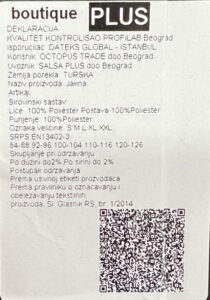 boutique PLUS
DEKLARACIJA
KVALITET KONTROLISAO PROFILAB Beograd
Isporučilac: DATEKS GLOBAL - ISTANBUL
Korisnik: OCTOPUS TRADE doo Beograd
Uvoznik: SALSA PLUS doo Beograd
Zemlja porekla: TURSKA
Naziv proizvoda: Jakna
Artikal:
Sirovinski sastav:
Lice: 100% Poliester Postava:100%Poliester
Punjenje: 100%Poliester
Oznaka veličine: S M L XL XXL
SRPS EN13402-3:
84-88 92-96 100-104 110-116 120-126
Skupljanje pri održavanju:
Po dužini do2%,Po širini do 2%
Postupak održavanja:
Prema ušivnoj etiketi proizvođača
Prema pravilniku o označavanju i
obeležavanju tekstilnih
proizvoda, Sl. Glasnik RS, br. 1/2014